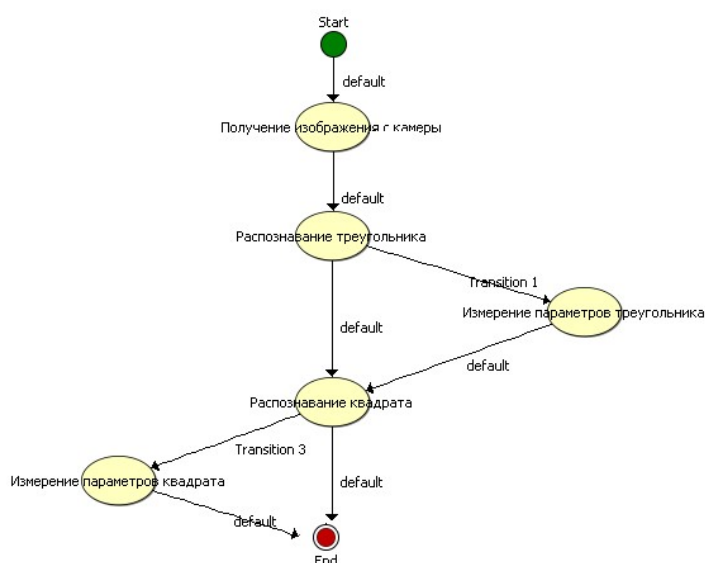 Start
default
Получение изображения с камеры
default
Распознавание треугольника
Transition 1
Измерение параметров треугольника
default
default
Распознавание квадрата
Transition 3
Измерение параметров квадрата
default
default
End